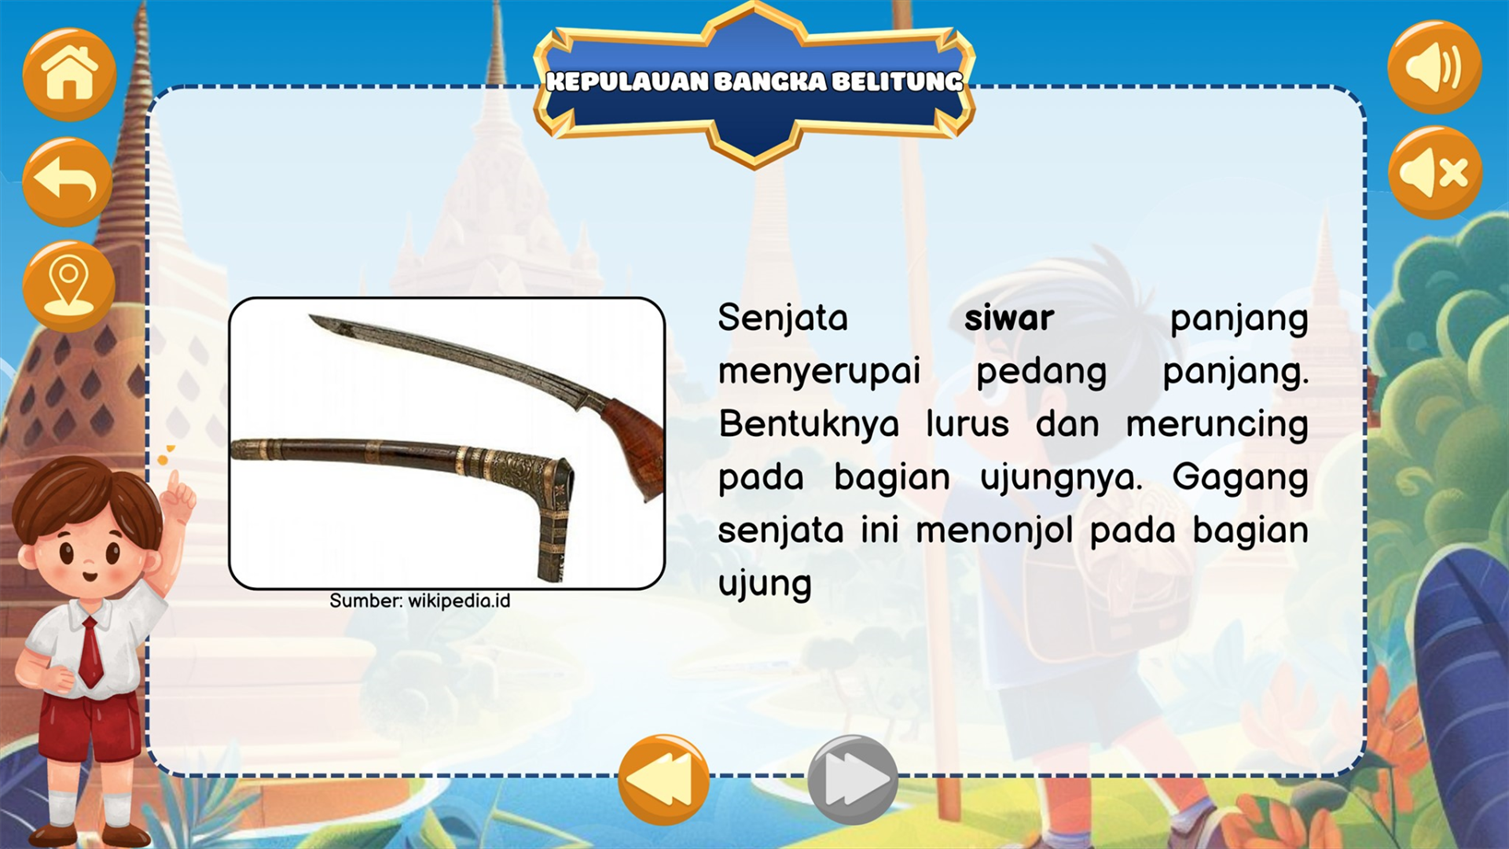 KEPULAUAN BANGKA BELITUNG
Senjata siwar panjang
menyerupai pedang panjang.
Bentuknya lurus dan meruncing
pada bagian ujungnya. Gagang
senjata ini menonjol pada bagian
ujung
Sumber: wikipedia.id